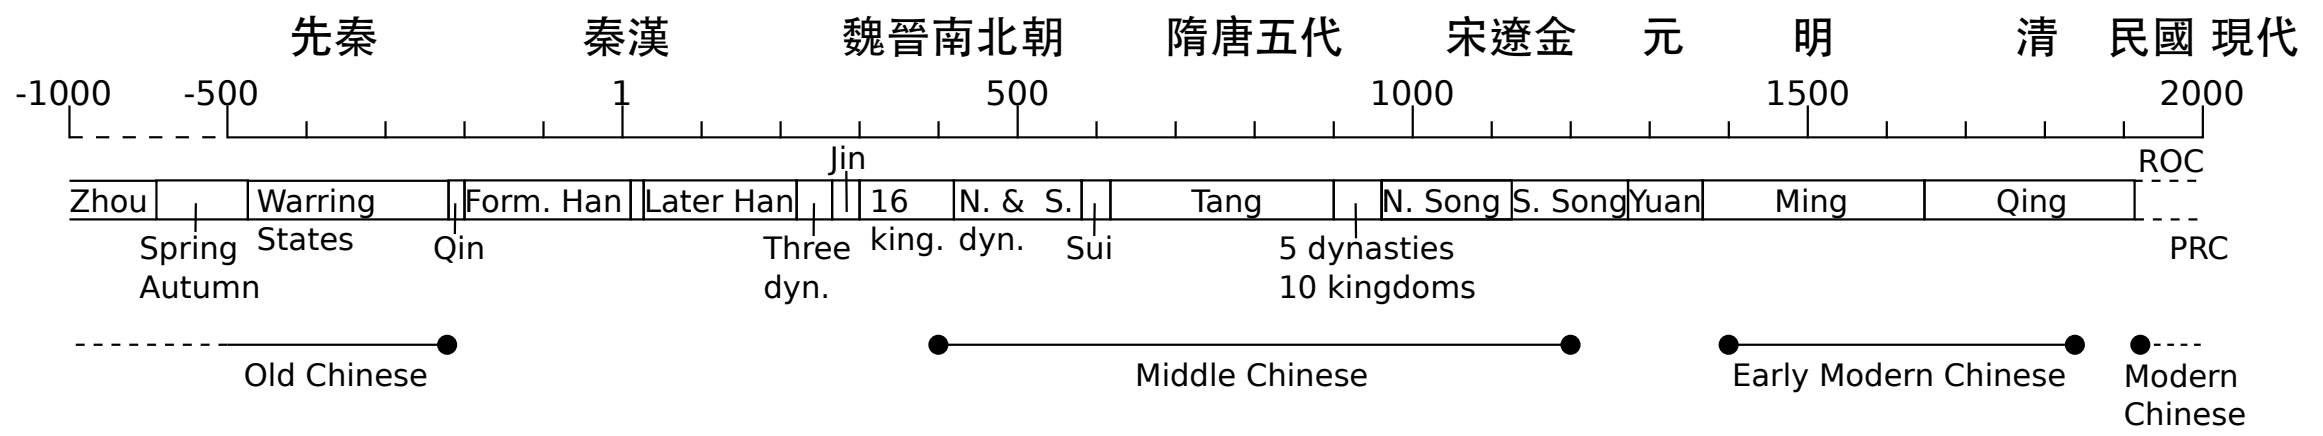 先秦 秦漢 魏晉南北朝 隋唐五代 宋遼金 元 明 清 民國 現代
-1000 -500 1 500 1000 1500 2000
Jin ROC
Zhou Warring Form. Han Later Han 16 N. & S. Tang N. Song S. Song Yuan Ming Qing
Spring States Qin Three king. dyn. Sui 5 dynasties PRC
Autumn dyn. 10 kingdoms
Old Chinese Middle Chinese Early Modern Chinese Modern
Chinese